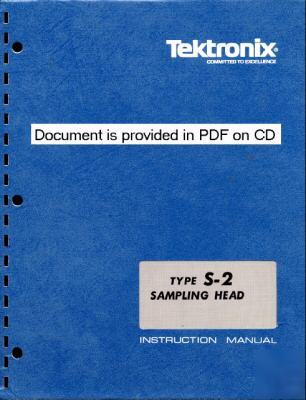 Tektronix®
COMMITTED TO EXCELLENCE
Document is provided in PDF on CD
TYPE S-2
SAMPLING HEAD
INSTRUCTION MANUAL